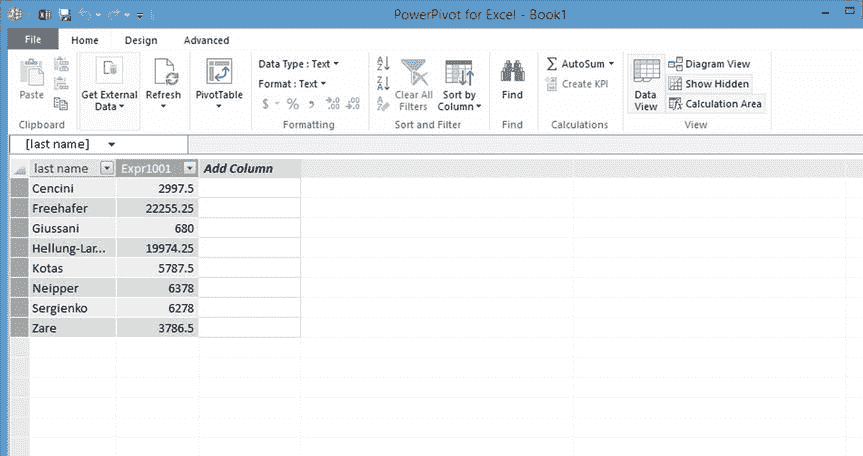 PowerPivot for Excel - Book1
File Home Design Advanced
Paste
Clipboard
Get External Data
Refresh
PivotTable
Data Type : Text
Format : Text
$ % , .00
Formatting
Clear All Filters
Sort by Column
Sort and Filter
Find
Find
AutoSum
Create KPI
Calculations
Data View
Diagram View
Show Hidden
Calculation Area
View
[last name]
last name Expr1001 Add Column
Cencini 2997.5
Freehafer 22255.25
Giussani 680
Hellung-Lar... 19974.25
Kotas 5787.5
Neipper 6378
Sergienko 6278
Zare 3786.5